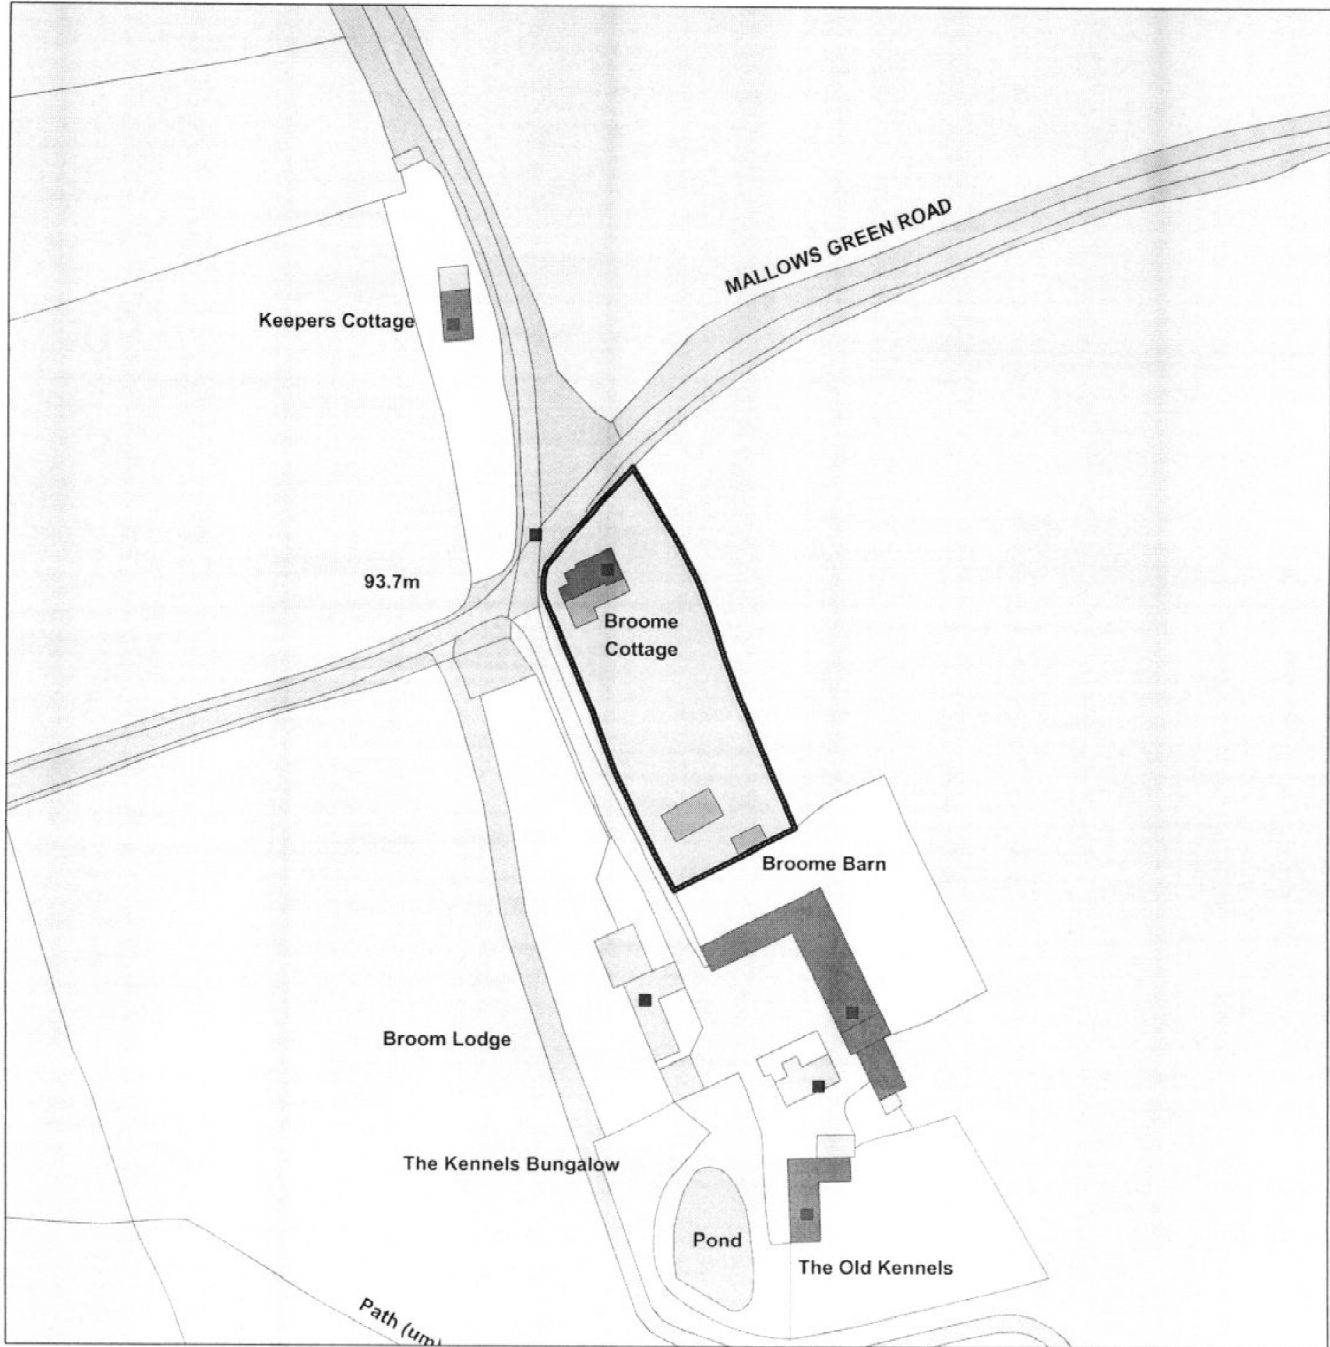 MALLOWS GREEN ROAD
Keepers Cottage
93.7m
Broome
Cottage
Broome Barn
Broom Lodge
The Kennels Bungalow
Pond
The Old Kennels
Path (um)